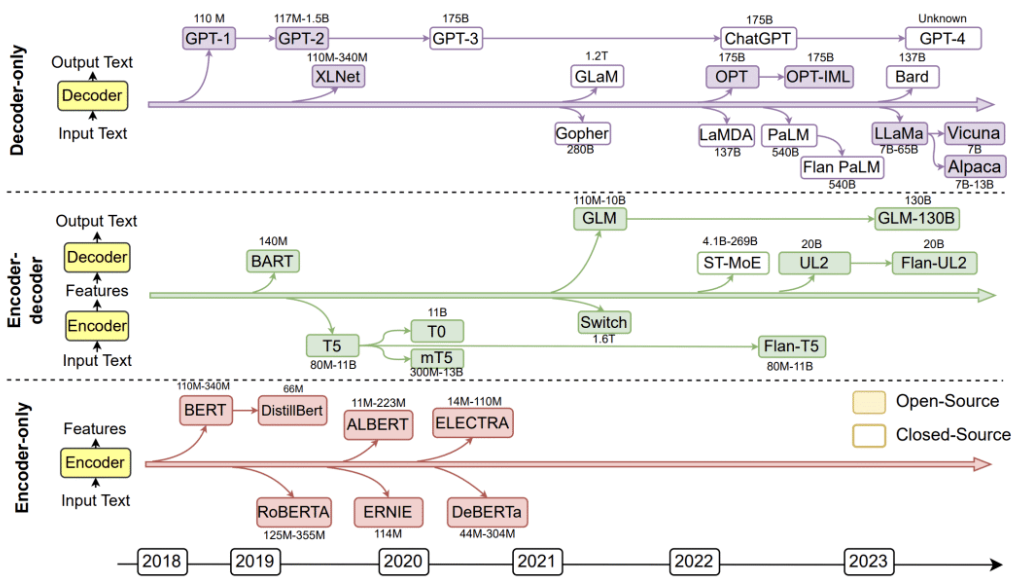 Decoder-only
Output Text
Decoder
Input Text
110 M
GPT-1
117M-1.5B
GPT-2
175B
GPT-3
175B
ChatGPT
Unknown
GPT-4
110M-340M
XLNet
1.2T
GLaM
175B
OPT
175B
OPT-IML
137B
Bard
Gopher
280B
LaMDA
137B
PaLM
540B
Flan PaLM
540B
LLaMa
7B-65B
Vicuna
7B
Alpaca
7B-13B
Encoder-decoder
Output Text
Decoder
Features
Encoder
Input Text
110M-10B
GLM
130B
GLM-130B
140M
BART
4.1B-269B
ST-MoE
20B
UL2
20B
Flan-UL2
Switch
1.6T
T5
80M-11B
11B
T0
mT5
300M-13B
Flan-T5
80M-11B
Encoder-only
Features
Encoder
Input Text
110M-340M
BERT
66M
DistillBert
11M-223M
ALBERT
14M-110M
ELECTRA
RoBERTA
125M-355M
ERNIE
114M
DeBERTa
44M-304M
Open-Source
Closed-Source
2018
2019
2020
2021
2022
2023